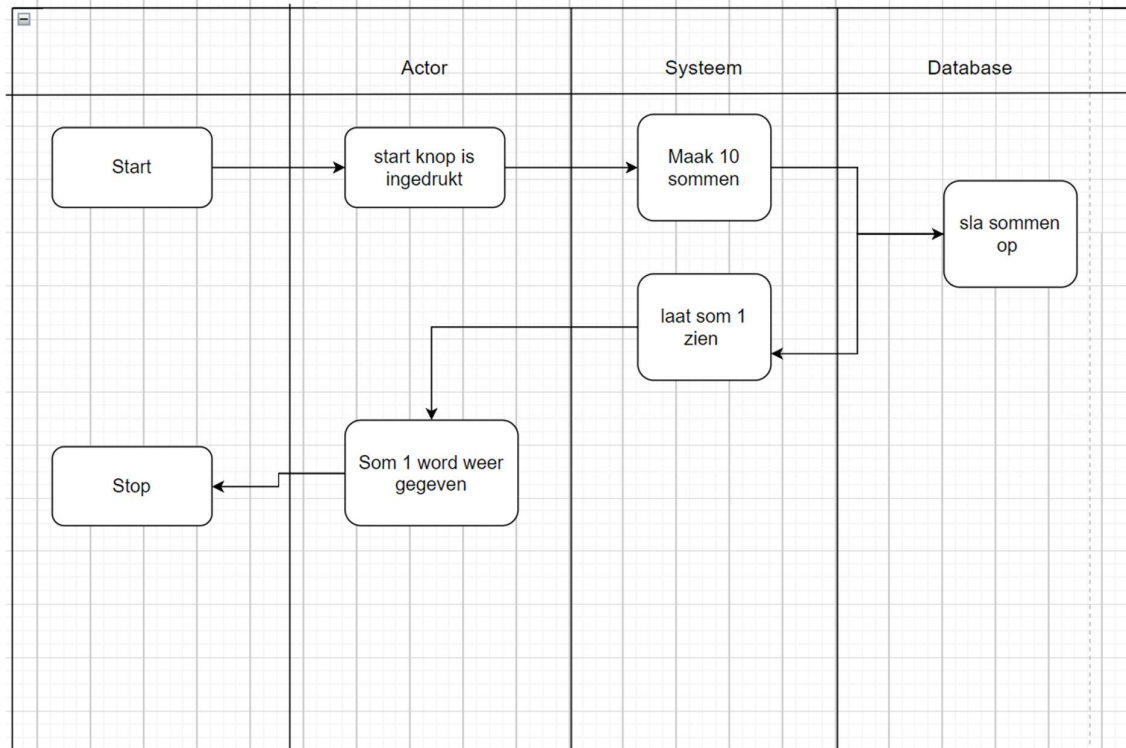 Actor
Systeem
Database
Start
start knop is
ingedrukt
Maak 10
sommen
sla sommen
op
laat som 1
zien
Som 1 word weer
gegeven
Stop